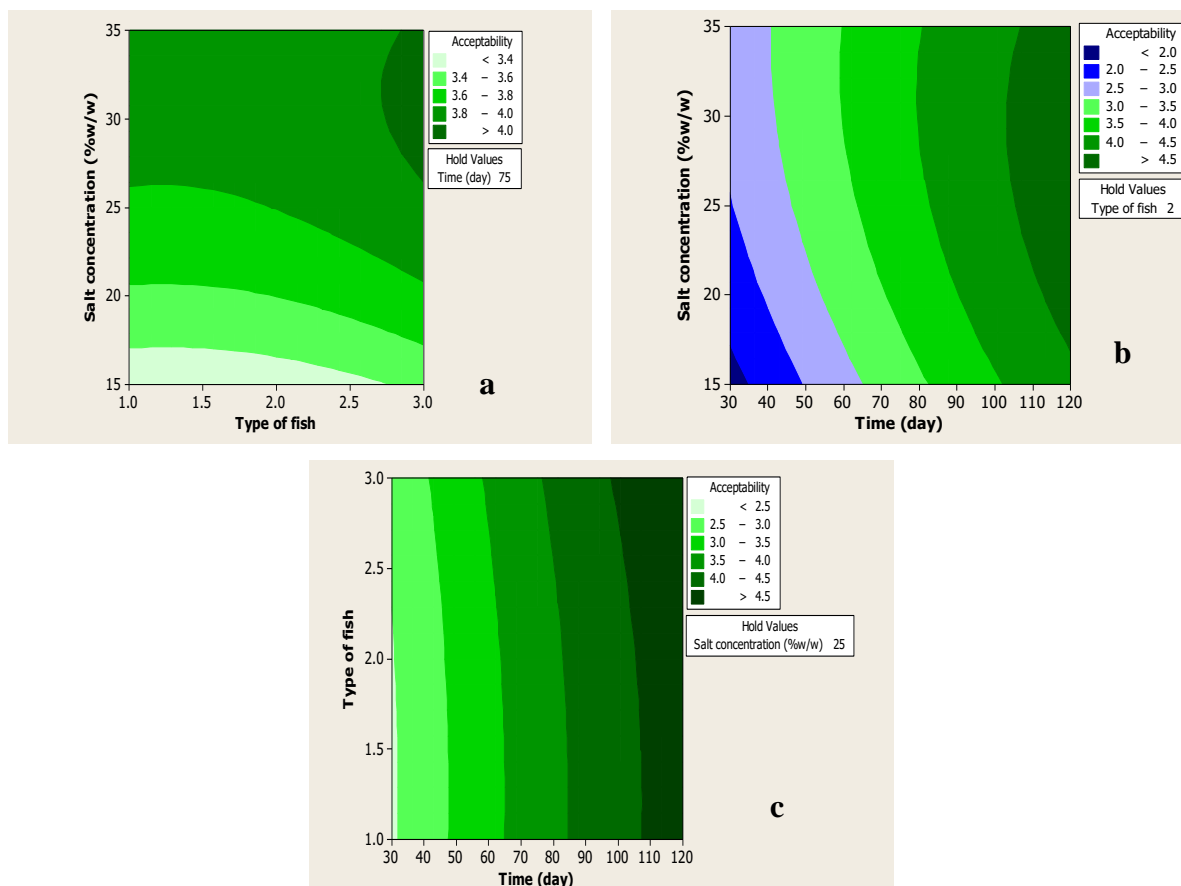 35
30
25
20
15
Salt concentration (%w/w)
1.0 1.5 2.0 2.5 3.0
Type of fish
Acceptability
< 3.4
3.4 – 3.6
3.6 – 3.8
3.8 – 4.0
> 4.0
Hold Values
Time (day) 75
a
35
30
25
20
15
Salt concentration (%w/w)
30 40 50 60 70 80 90 100 110 120
Time (day)
Acceptability
< 2.0
2.0 – 2.5
2.5 – 3.0
3.0 – 3.5
3.5 – 4.0
4.0 – 4.5
> 4.5
Hold Values
Type of fish 2
b
3.0
2.5
2.0
1.5
1.0
Type of fish
30 40 50 60 70 80 90 100 110 120
Time (day)
Acceptability
< 2.5
2.5 – 3.0
3.0 – 3.5
3.5 – 4.0
4.0 – 4.5
> 4.5
Hold Values
Salt concentration (%w/w) 25
c